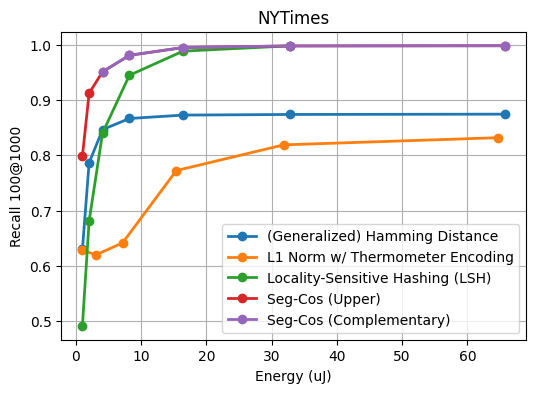 NYTimes
1.0
0.9
0.8
0.7
0.6
0.5
Recall 100@1000
(Generalized) Hamming Distance
L1 Norm w/ Thermometer Encoding
Locality-Sensitive Hashing (LSH)
Seg-Cos (Upper)
Seg-Cos (Complementary)
0 10 20 30 40 50 60
Energy (uJ)